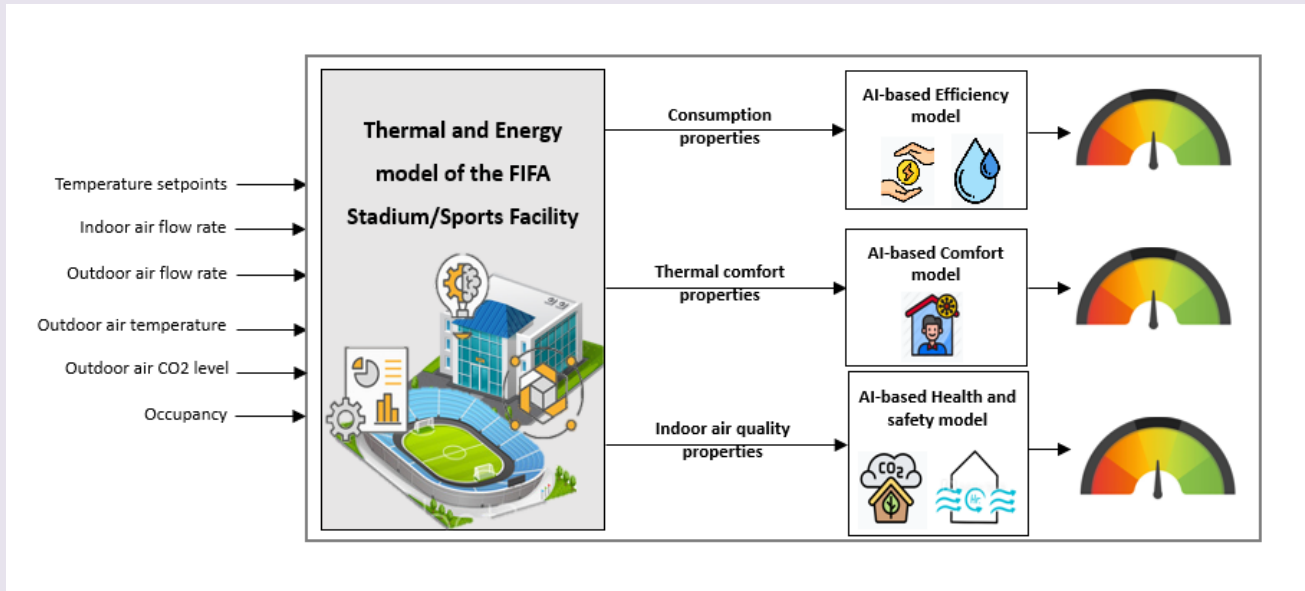 Temperature setpoints
Indoor air flow rate
Outdoor air flow rate
Outdoor air temperature
Outdoor air CO2 level
Occupancy
Thermal and Energy
model of the FIFA
Stadium/Sports Facility
Consumption
properties
Thermal comfort
properties
Indoor air quality
properties
AI-based Efficiency
model
AI-based Comfort
model
AI-based Health and
safety model
CO2
Hr